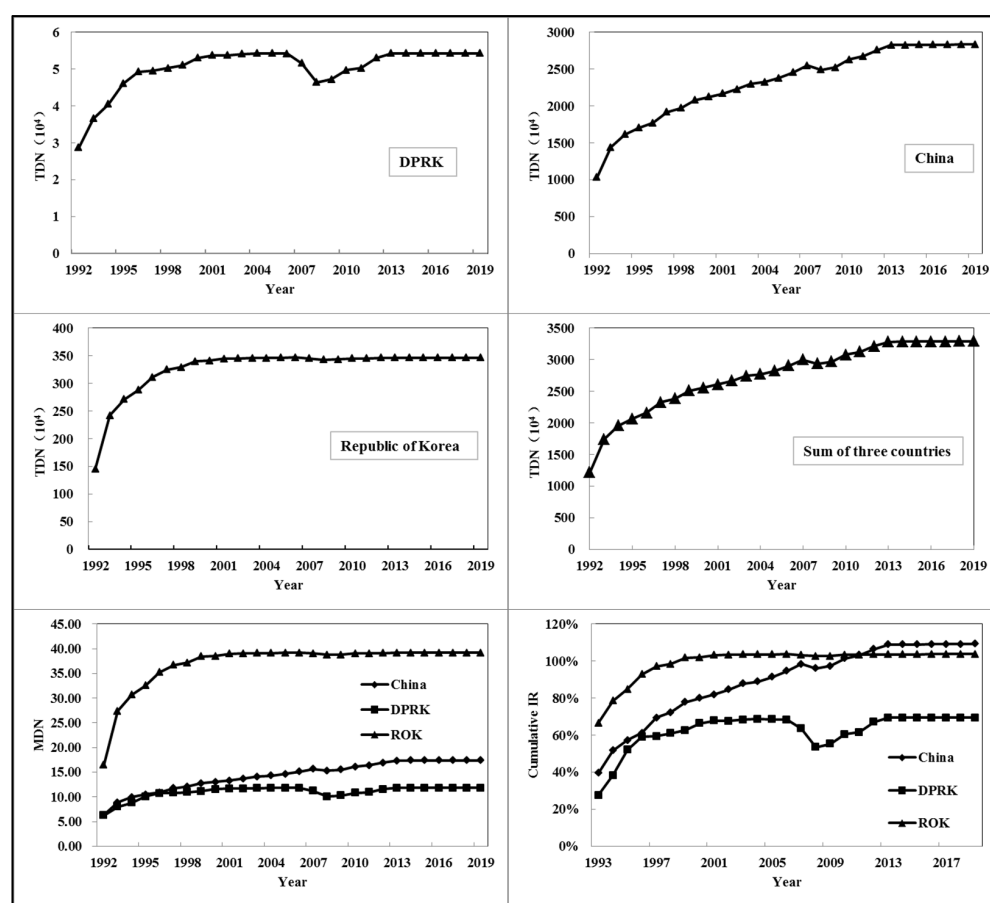 6
5
4
3
2
1
0
TDN（10⁴）
DPRK
1992 1995 1998 2001 2004 2007 2010 2013 2016 2019
Year
3000
2500
2000
1500
1000
500
0
TDN（10⁴）
China
1992 1995 1998 2001 2004 2007 2010 2013 2016 2019
Year
400
350
300
250
200
150
100
50
0
TDN（10⁴）
Republic of Korea
1992 1995 1998 2001 2004 2007 2010 2013 2016 2019
Year
3500
3000
2500
2000
1500
1000
500
0
TDN（10⁴）
Sum of three countries
1992 1995 1998 2001 2004 2007 2010 2013 2016 2019
Year
45.00
40.00
35.00
30.00
25.00
20.00
15.00
10.00
5.00
0.00
MDN
China
DPRK
ROK
1992 1995 1998 2001 2004 2007 2010 2013 2016 2019
Year
120%
100%
80%
60%
40%
20%
0%
Cumulative IR
China
DPRK
ROK
1993 1997 2001 2005 2009 2013 2017
Year